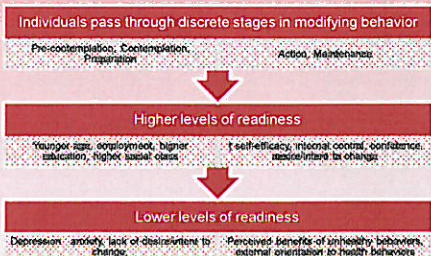 Individuals pass through discrete stages in modifying behavior
Pre-contemplation, Contemplation,
Preparation
Action, Maintenance
Higher levels of readiness
Younger age, employment, higher
education, higher social class
↑ self-efficacy, internal control, confidence,
desire/intent to change
Lower levels of readiness
Depression, anxiety, lack of desire/intent to
change,
Perceived benefits of unhealthy behaviors,
external orientation to health behaviors